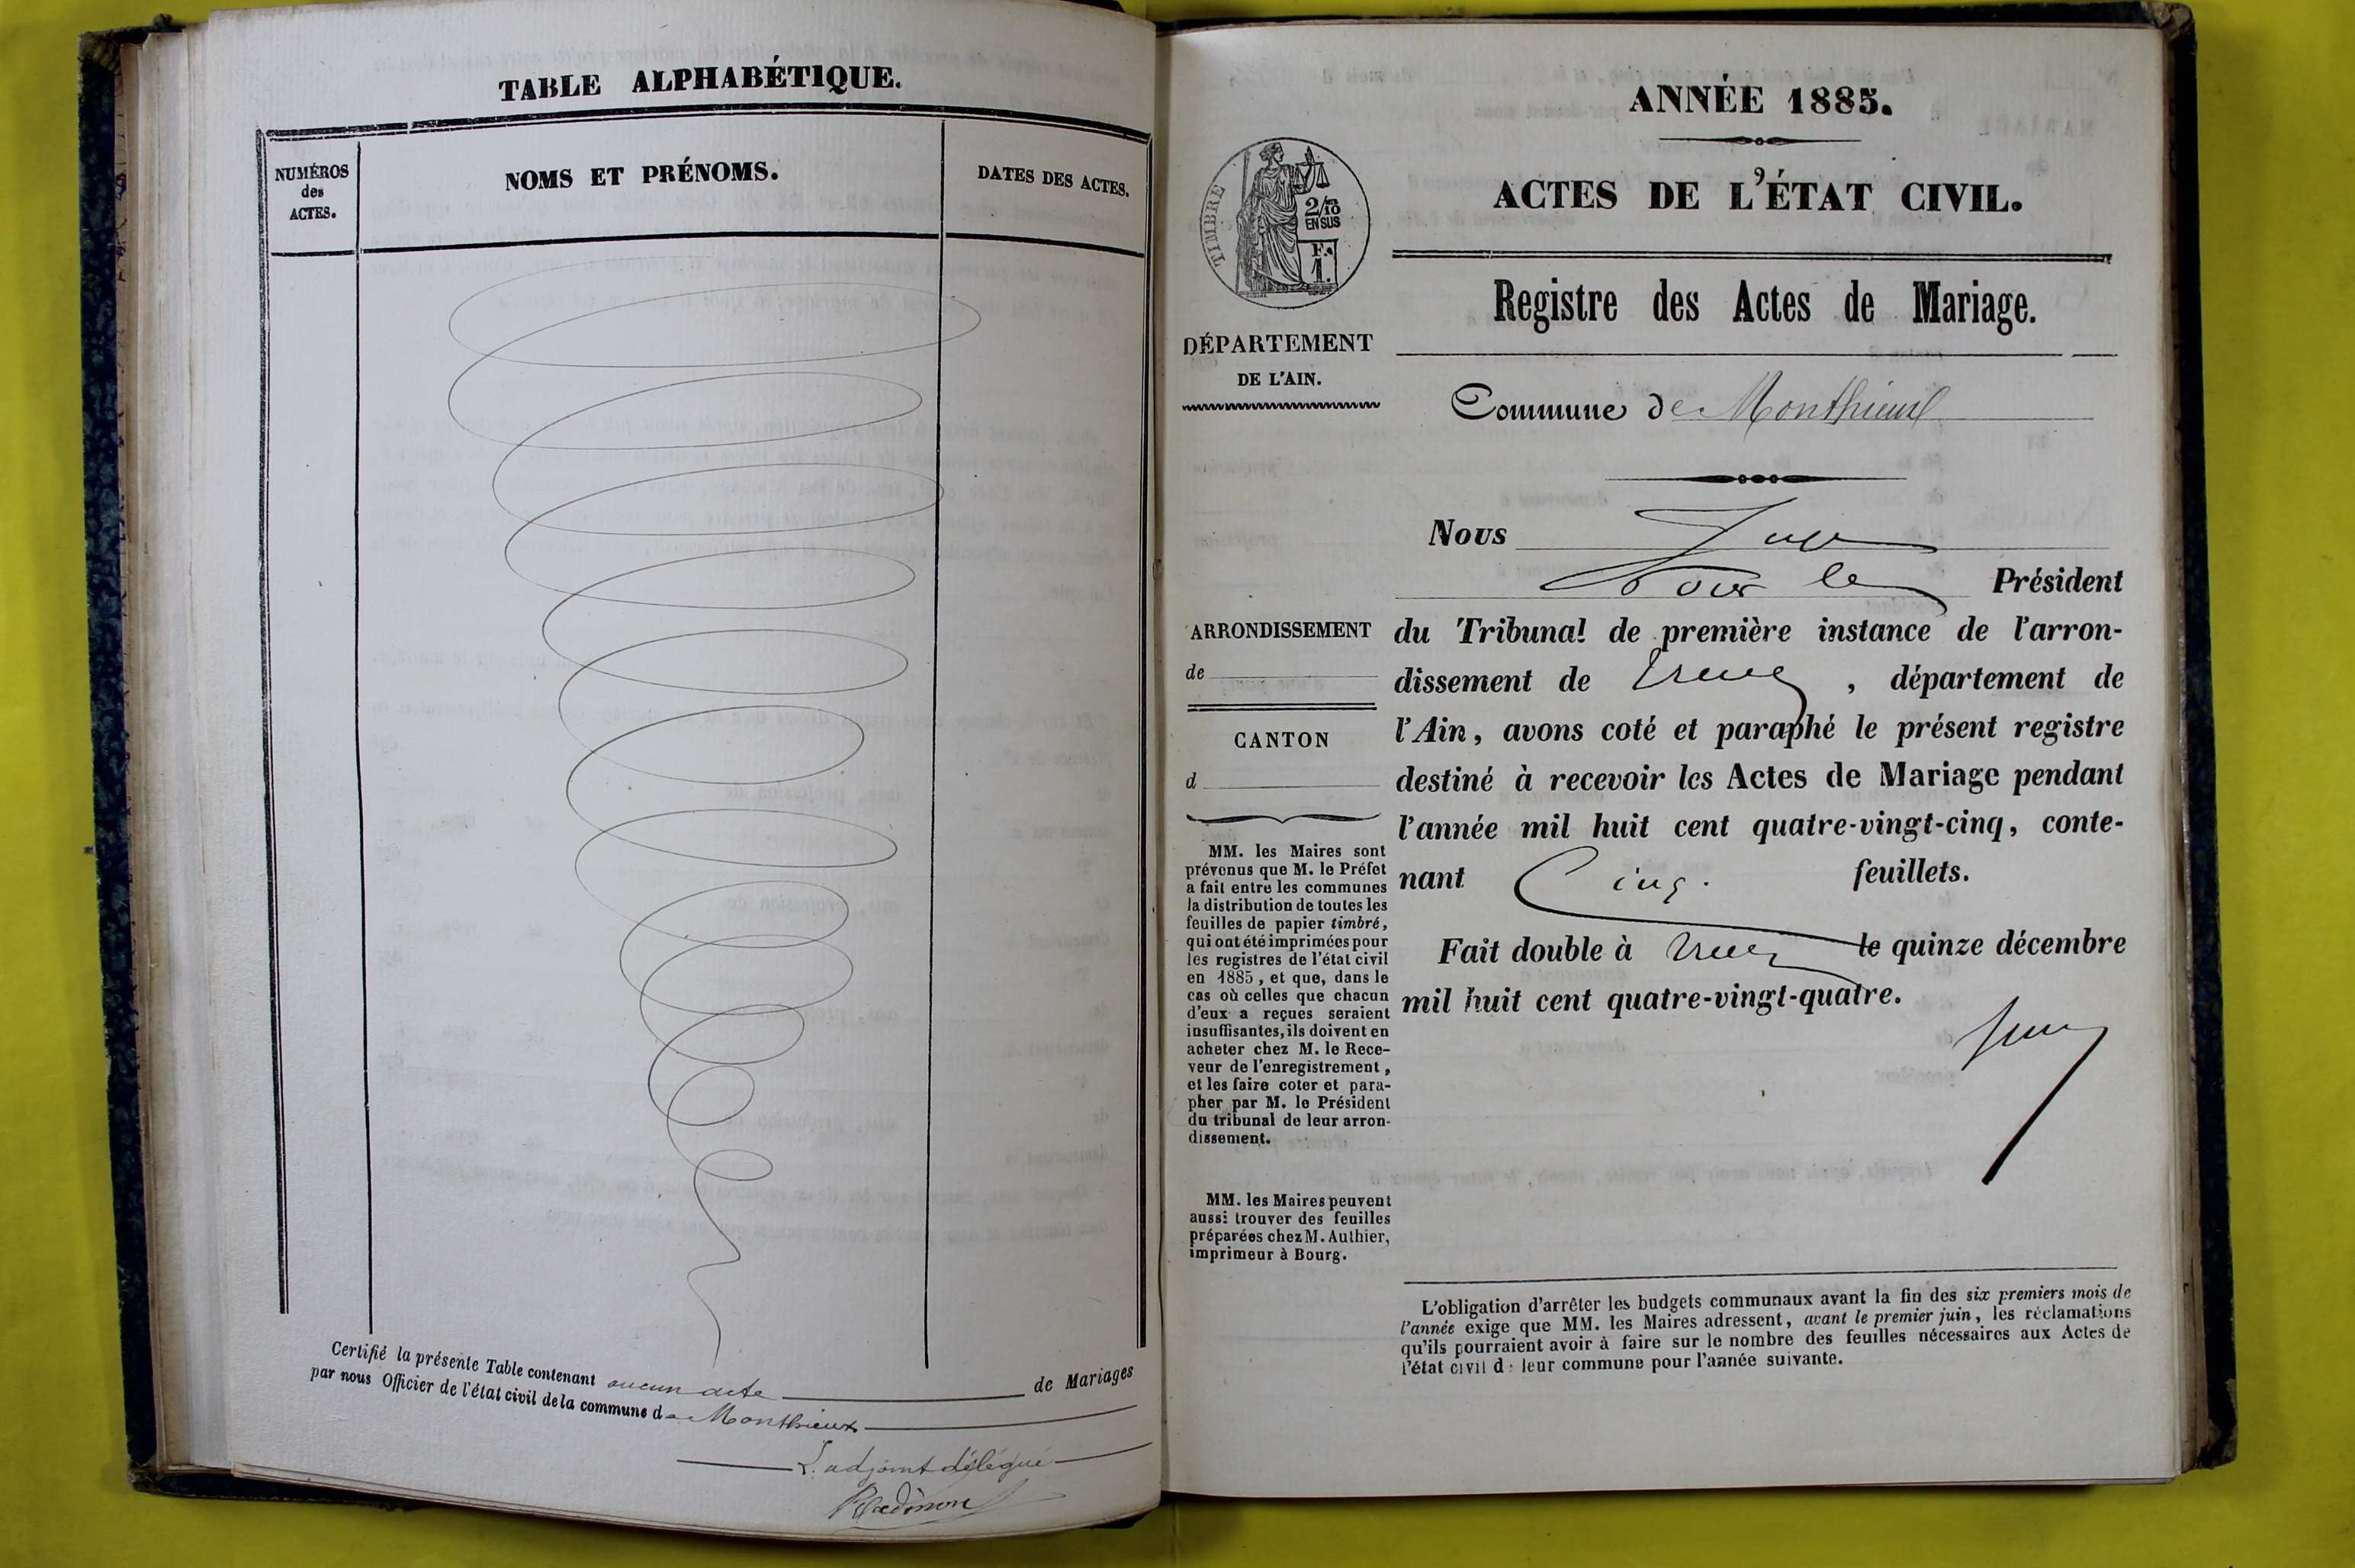 TABLE ALPHABÉTIQUE.
NUMÉROS
des
ACTES.
NOMS ET PRÉNOMS.
DATES DES ACTES.
Certifié la présente Table contenant aucun acte de Mariages
par nous Officier de l'état civil de la commune de Monthieux
L'adjoint délégué
ANNÉE 1885.
ACTES DE L'ÉTAT CIVIL.
TIMBRE
2/10
EN SUS
F.
1.
Registre des Actes de Mariage.
DÉPARTEMENT
DE L'AIN.
Commune de Monthieux
Nous Juge
Pour le Président
ARRONDISSEMENT
de
CANTON
d
du Tribunal de première instance de l'arron-
dissement de , département de
l'Ain, avons coté et paraphé le présent registre
destiné à recevoir les Actes de Mariage pendant
l'année mil huit cent quatre-vingt-cinq, conte-
nant Cinq. feuillets.
Fait double à le quinze décembre
mil huit cent quatre-vingt-quatre.
MM. les Maires sont
prévenus que M. le Préfet
a fait entre les communes
la distribution de toutes les
feuilles de papier timbré,
qui ont été imprimées pour
les registres de l'état civil
en 1885, et que, dans le
cas où celles que chacun
d'eux a reçues seraient
insuffisantes, ils doivent en
acheter chez M. le Rece-
veur de l'enregistrement,
et les faire coter et para-
pher par M. le Président
du tribunal de leur arron-
dissement.
MM. les Maires peuvent
aussi trouver des feuilles
préparées chez M. Authier,
imprimeur à Bourg.
L'obligation d'arrêter les budgets communaux avant la fin des six premiers mois de
l'année exige que MM. les Maires adressent, avant le premier juin, les réclamations
qu'ils pourraient avoir à faire sur le nombre des feuilles nécessaires aux Actes de
l'état civil d leur commune pour l'année suivante.